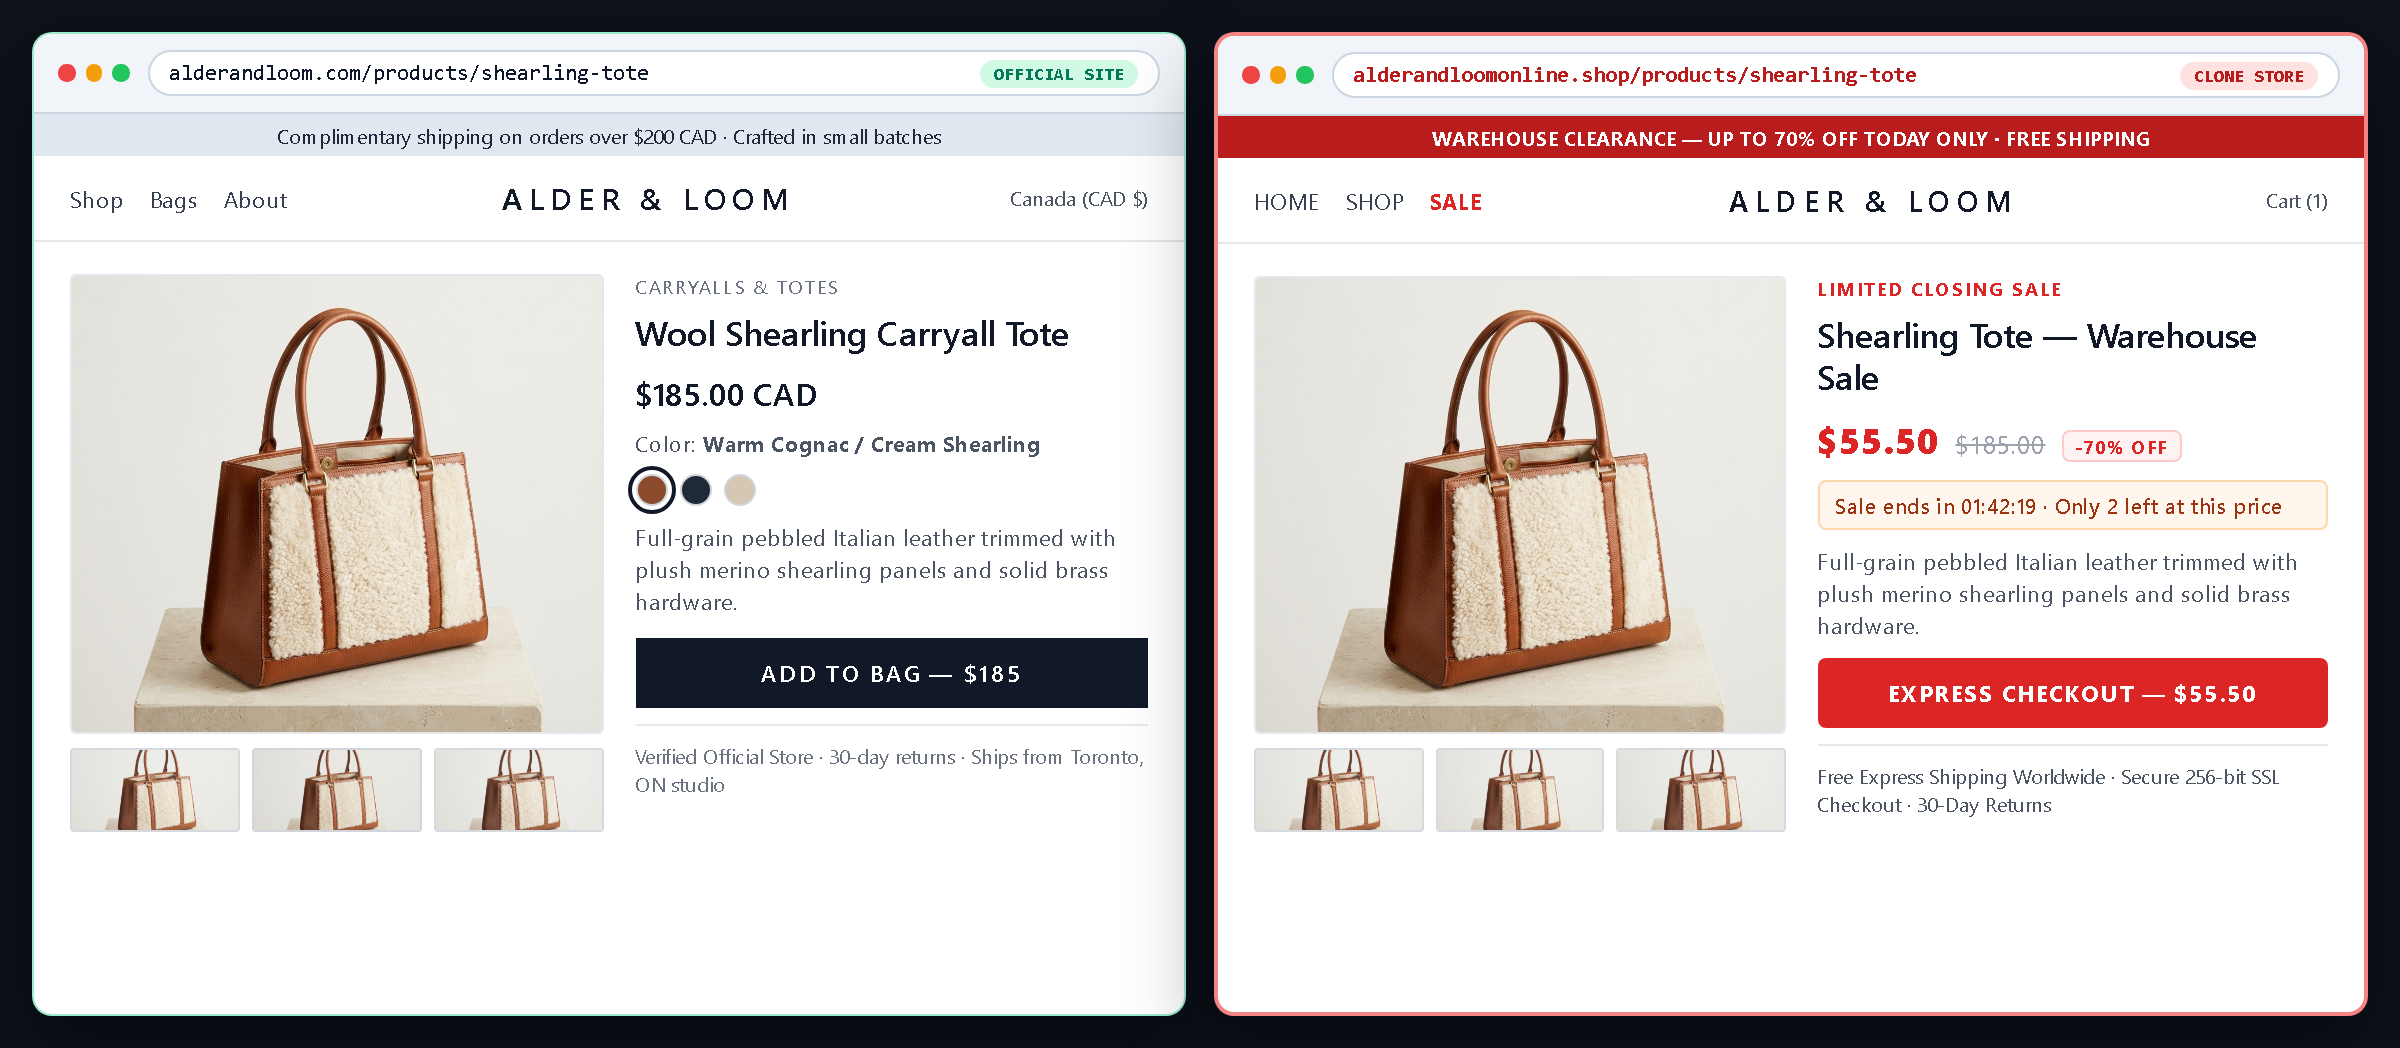 alderandloom.com/products/shearling-tote
OFFICIAL SITE
Complimentary shipping on orders over $200 CAD · Crafted in small batches
Shop Bags About
ALDER & LOOM
Canada (CAD $)
CARRYALLS & TOTES
Wool Shearling Carryall Tote
$185.00 CAD
Color: Warm Cognac / Cream Shearling
Full-grain pebbled Italian leather trimmed with
plush merino shearling panels and solid brass
hardware.
ADD TO BAG — $185
Verified Official Store · 30-day returns · Ships from Toronto,
ON studio
alderandloomonline.shop/products/shearling-tote
CLONE STORE
WAREHOUSE CLEARANCE — UP TO 70% OFF TODAY ONLY · FREE SHIPPING
HOME SHOP SALE
ALDER & LOOM
Cart (1)
LIMITED CLOSING SALE
Shearling Tote — Warehouse
Sale
$55.50 $185.00 -70% OFF
Sale ends in 01:42:19 · Only 2 left at this price
Full-grain pebbled Italian leather trimmed with
plush merino shearling panels and solid brass
hardware.
EXPRESS CHECKOUT — $55.50
Free Express Shipping Worldwide · Secure 256-bit SSL
Checkout · 30-Day Returns